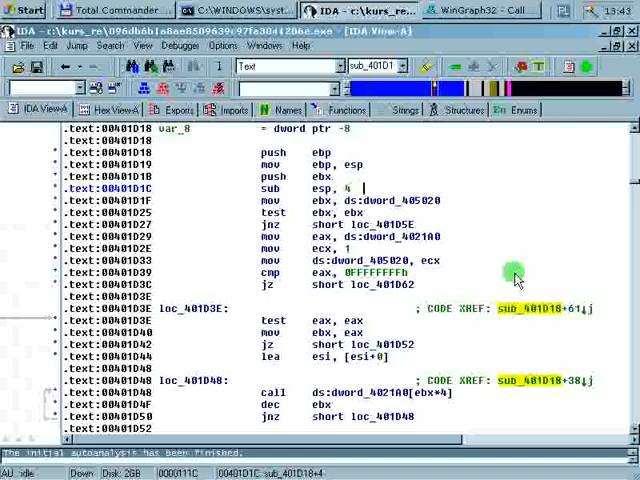 Start Total Commander C:\WINDOWS\syst IDA - c:\kurs_re\ WinGraph32 - Call 13:43
IDA - c:\kurs_re\ - [IDA View-A]
File Edit Jump Search View Debugger Options Windows Help
Text sub_401D1
IDA View-A Hex View-A Exports Imports Names Functions Strings Structures En Enums
.text:00401D18 var_8 = dword ptr -8
.text:00401D18
.text:00401D18 push ebp
.text:00401D19 mov ebp, esp
.text:00401D1B push ebx
.text:00401D1C sub esp, 4
.text:00401D1F mov ebx, ds:dword_405020
.text:00401D25 test ebx, ebx
.text:00401D27 jnz short loc_401D5E
.text:00401D29 mov eax, ds:dword_4021A0
.text:00401D2E mov ecx, 1
.text:00401D33 mov ds:dword_405020, ecx
.text:00401D39 cmp eax, 0FFFFFFFFh
.text:00401D3C jz short loc_401D62
.text:00401D3E
.text:00401D3E loc_401D3E: ; CODE XREF: sub_401D18+61↓j
.text:00401D3E test eax, eax
.text:00401D40 mov ebx, eax
.text:00401D42 jz short loc_401D52
.text:00401D44 lea esi, [esi+0]
.text:00401D48
.text:00401D48 loc_401D48: ; CODE XREF: sub_401D18+38↓j
.text:00401D48 call ds:dword_4021A0[ebx*4]
.text:00401D4F dec ebx
.text:00401D50 jnz short loc_401D48
.text:00401D52
The initial autoanalysis has been finished.
AU: idle Down Disk: 2GB 0000111C 00401D1C: sub_401D18+4